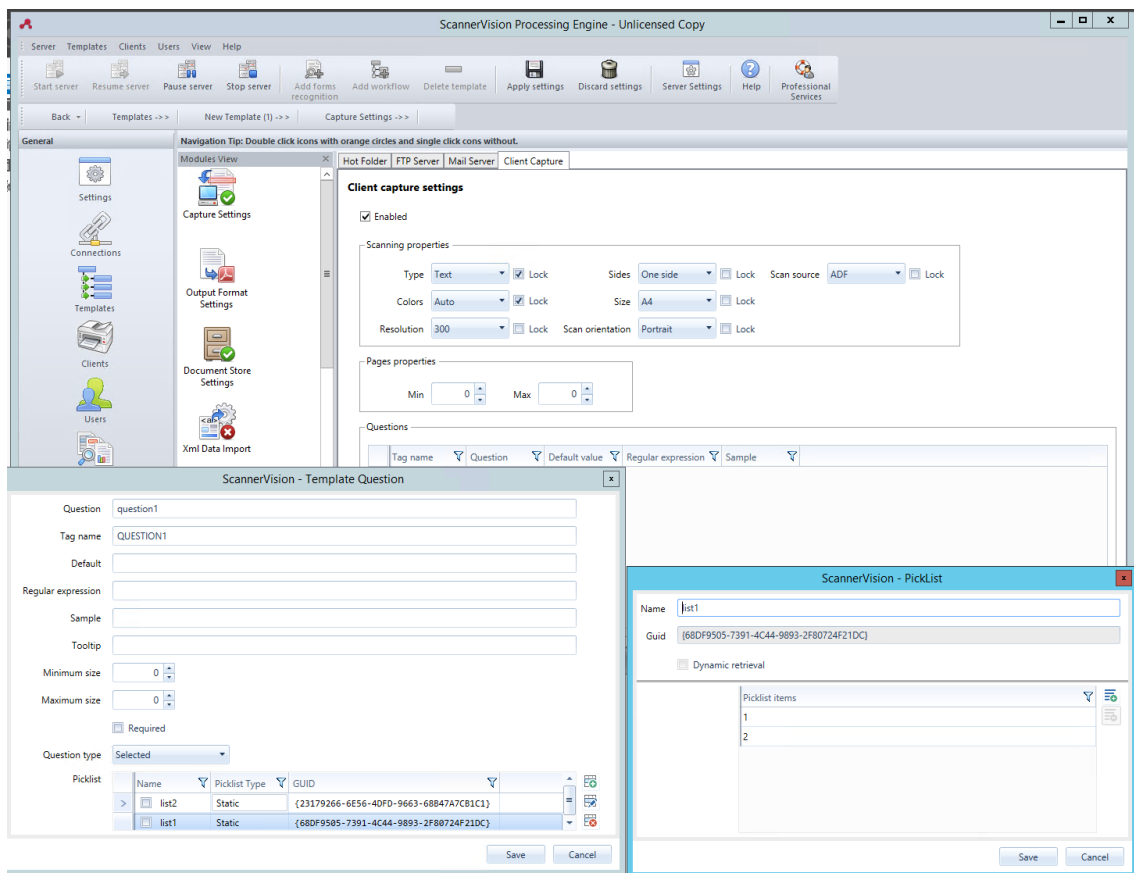 ScannerVision Processing Engine - Unlicensed Copy
Server Templates Clients Users View Help
Start server Resume server Pause server Stop server Add forms recognition Add workflow Delete template Apply settings Discard settings Server Settings Help Professional Services
Back Templates ->> New Template (1) ->> Capture Settings ->>
General
Navigation Tip: Double click icons with orange circles and single click cons without.
Settings
Connections
Templates
Clients
Users
Modules View
Capture Settings
Output Format
Settings
Document Store
Settings
Xml Data Import
Hot Folder FTP Server Mail Server Client Capture
Client capture settings
Enabled
Scanning properties
Type Text Lock Sides One side Lock Scan source ADF Lock
Colors Auto Lock Size A4 Lock
Resolution 300 Lock Scan orientation Portrait Lock
Pages properties
Min 0 Max 0
Questions
Tag name Question Default value Regular expression Sample
ScannerVision - Template Question
Question question1
Tag name QUESTION1
Default
Regular expression
Sample
Tooltip
Minimum size 0
Maximum size 0
Required
Question type Selected
Picklist Name Picklist Type GUID
list2 Static {23179266-6E56-4DFD-9663-68B47A7CB1C1}
list1 Static {68DF9505-7391-4C44-9893-2F80724F21DC}
Save Cancel
ScannerVision - PickList
Name list1
Guid {68DF9505-7391-4C44-9893-2F80724F21DC}
Dynamic retrieval
Picklist items
1
2
Save Cancel